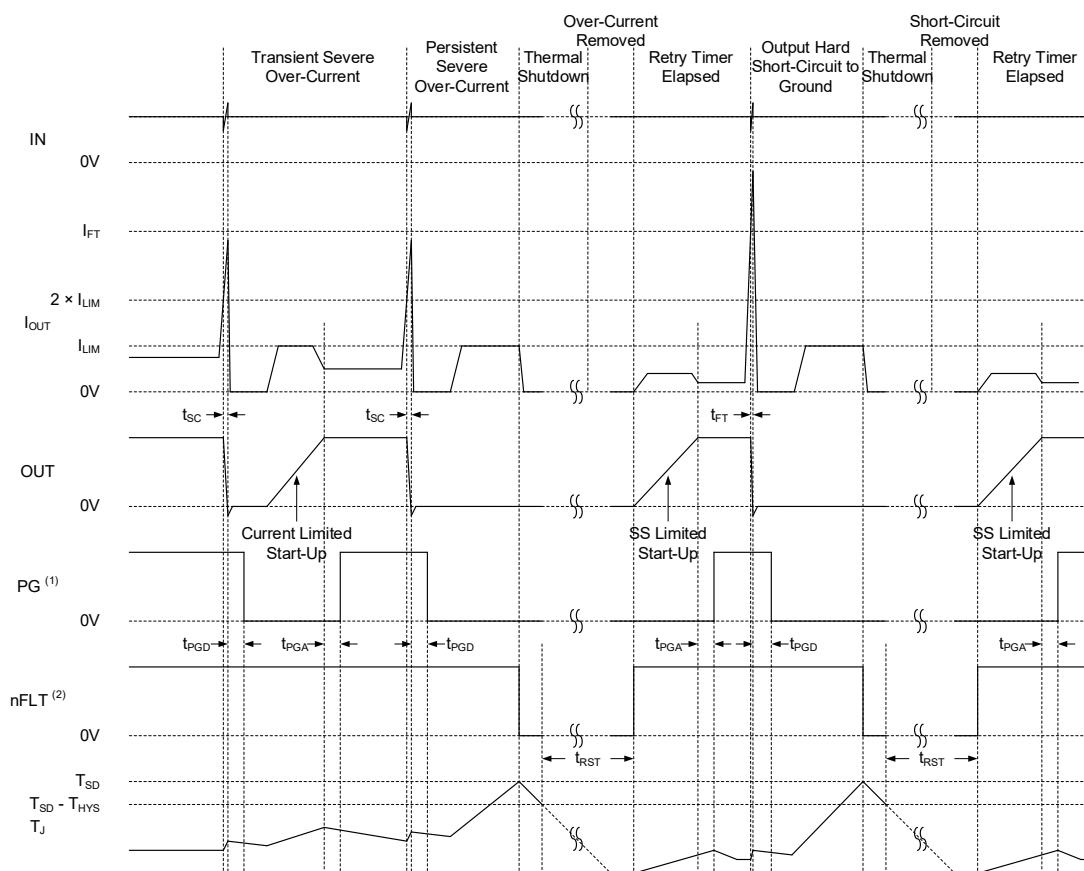 Over-Current
Removed
Short-Circuit
Removed
Transient Severe
Over-Current
Persistent
Severe
Over-Current
Thermal
Shutdown
Retry Timer
Elapsed
Output Hard
Short-Circuit to
Ground
Thermal
Shutdown
Retry Timer
Elapsed
IN
0V
I_FT
2 × I_LIM
I_OUT
I_LIM
0V
t_SC
t_SC
t_FT
OUT
0V
Current Limited
Start-Up
SS Limited
Start-Up
SS Limited
Start-Up
PG (1)
0V
t_PGD
t_PGA
t_PGD
t_PGA
t_PGD
t_PGA
nFLT (2)
0V
t_RST
t_RST
T_SD
T_SD - T_HYS
T_J